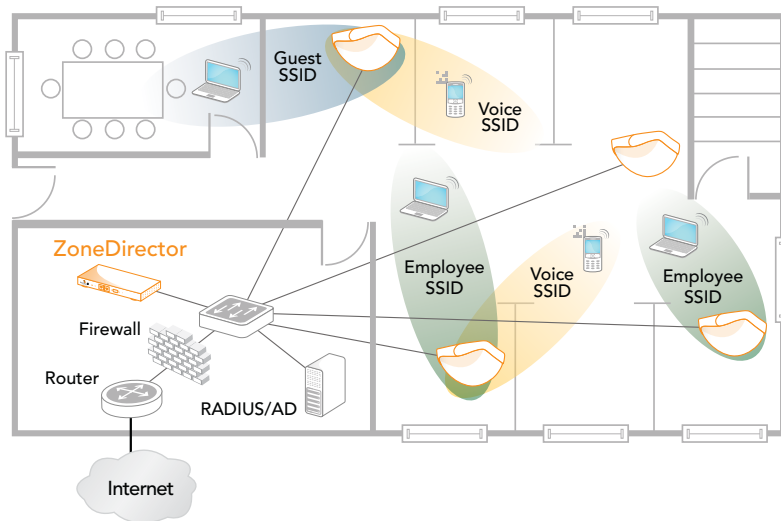 Guest
SSID
Voice
SSID
ZoneDirector
Employee
SSID
Voice
SSID
Employee
SSID
Firewall
Router
RADIUS/AD
Internet